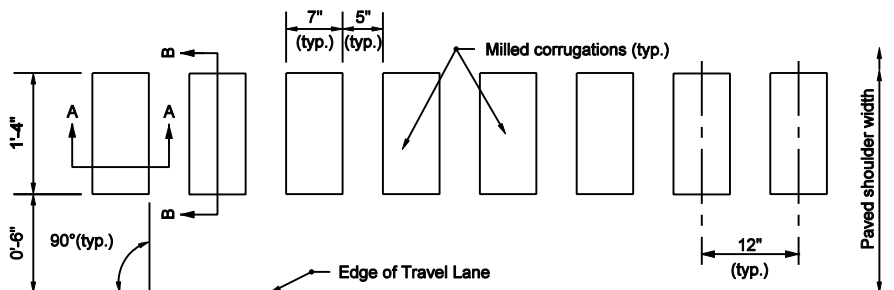 7"
(typ.)
5"
(typ.)
B
Milled corrugations (typ.)
A
A
1'-4"
Paved shoulder width
B
0'-6"
90°(typ.)
12"
(typ.)
Edge of Travel Lane